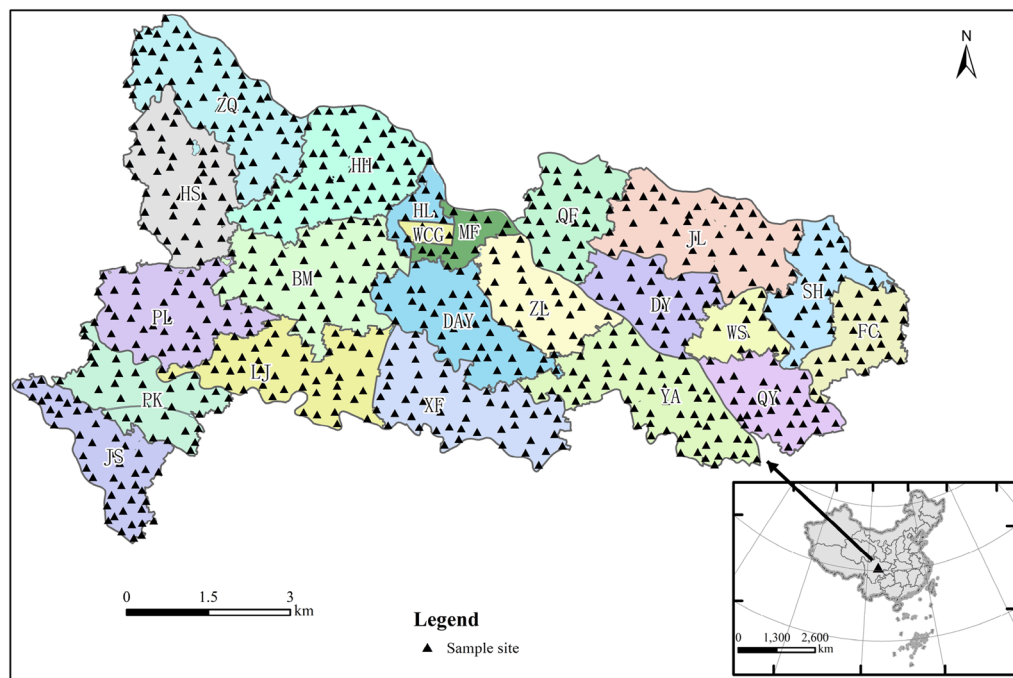 N
ZQ
HH
HS
HL
QF
WCG
MF
JL
BM
SH
PL
DAY
ZL
DY
WS
FC
LJ
PK
XF
YA
QY
JS
0 1.5 3
km
Legend
Sample site
0 1,300 2,600
km